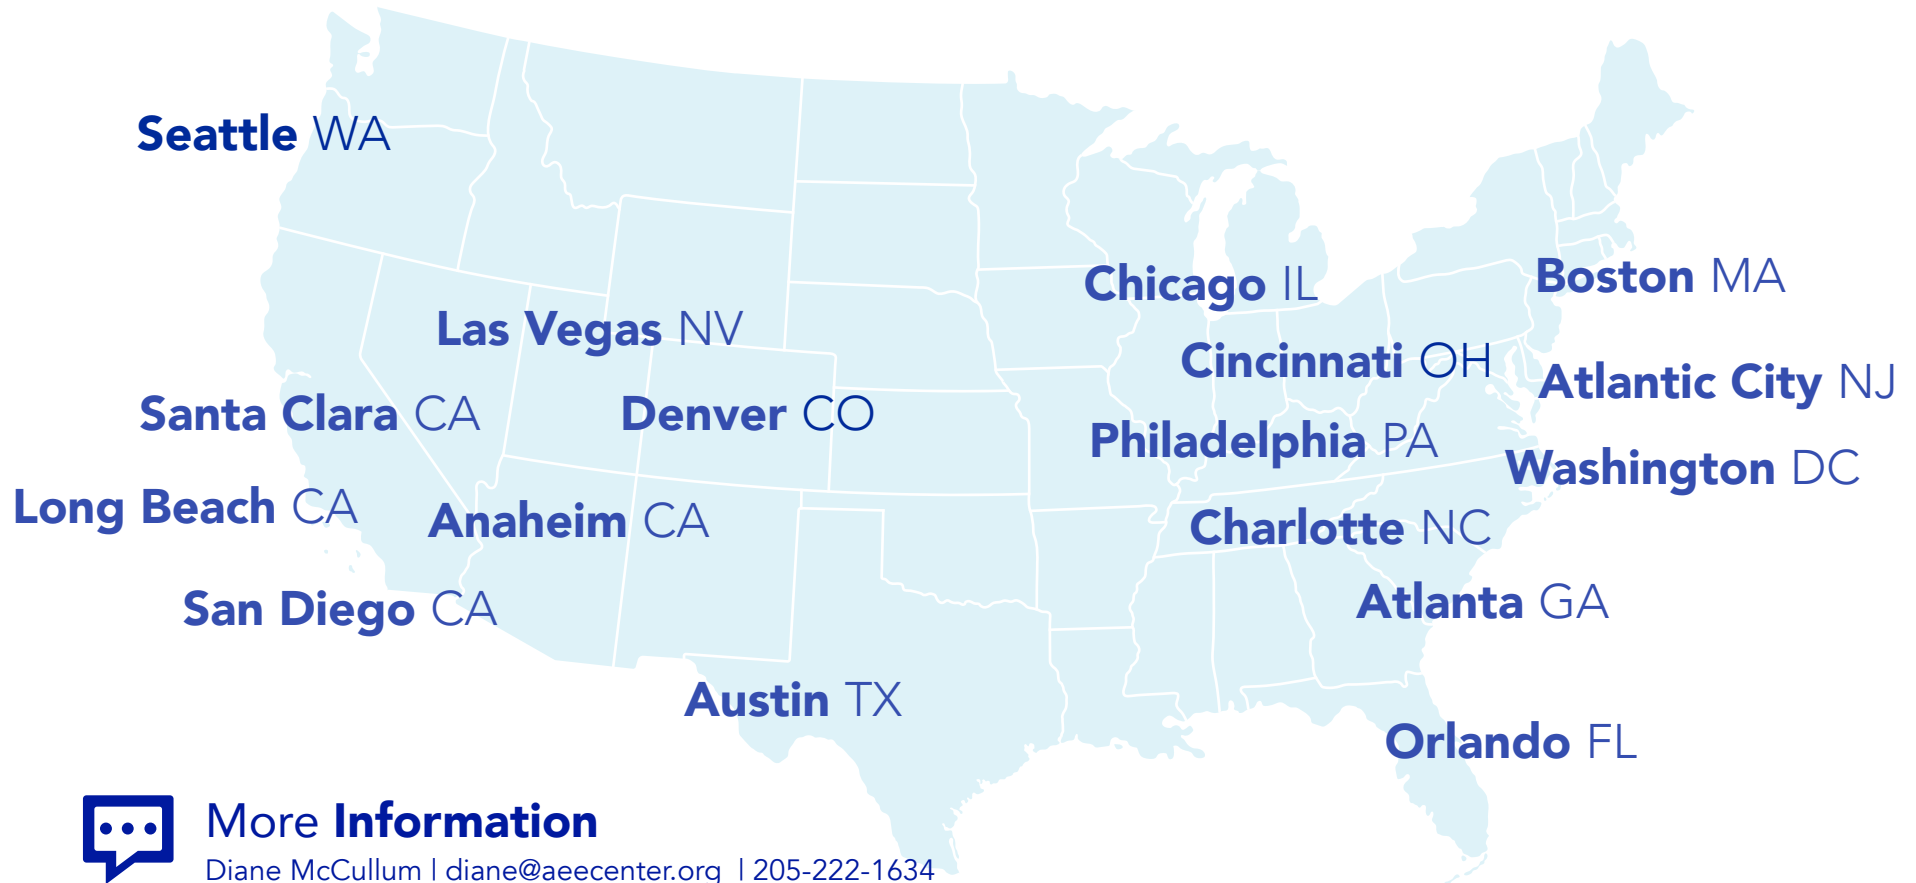 Seattle WA
Chicago IL
Boston MA
Las Vegas NV
Cincinnati OH
Atlantic City NJ
Santa Clara CA
Denver CO
Philadelphia PA
Washington DC
Long Beach CA
Anaheim CA
Charlotte NC
San Diego CA
Atlanta GA
Austin TX
Orlando FL
More Information
Diane McCullum | diane@aeecenter.org | 205-222-1634